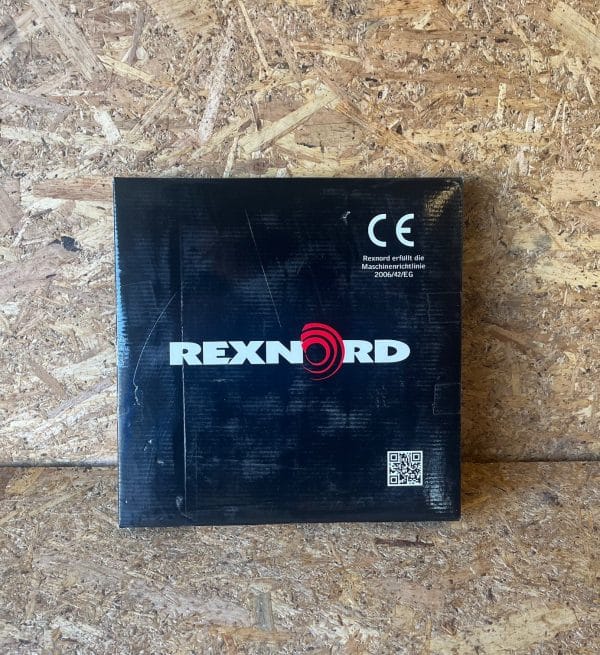 CE
Rexnord erfüllt die
Maschinenrichtlinie
2006/42/EG
REXNORD